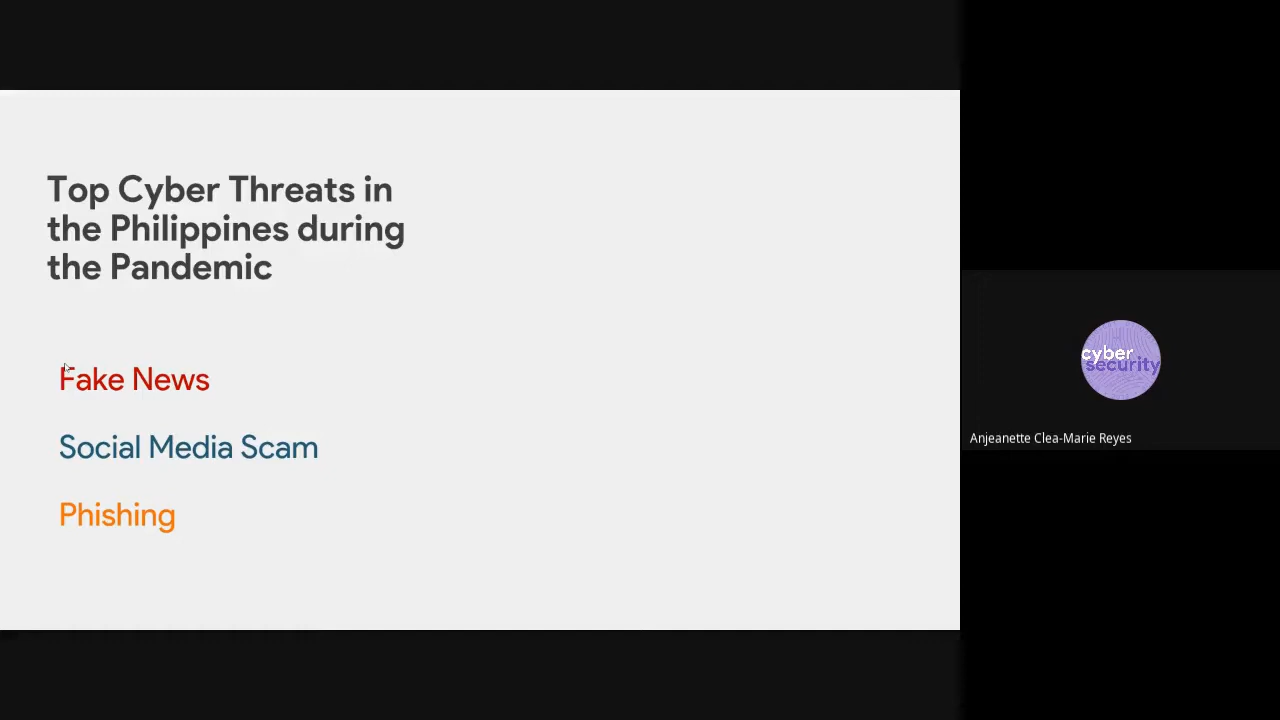 Top Cyber Threats in
the Philippines during
the Pandemic
Fake News
Social Media Scam
Phishing
cyber
security
Anjeanette Clea-Marie Reyes